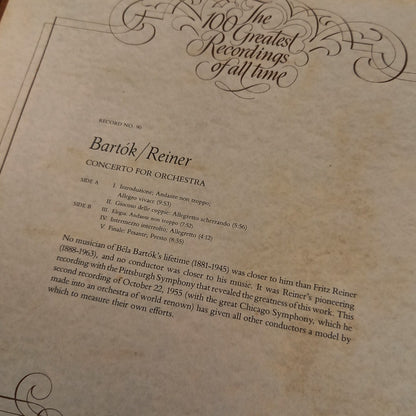 The
100
Greatest
Recordings
of all time
RECORD NO. 90
Bartók/Reiner
CONCERTO FOR ORCHESTRA
SIDE A I. Introduzione; Andante non troppo;
Allegro vivace (9:53)
II. Giuoco delle coppie; Allegretto scherzando (5:56)
SIDE B III. Elegia: Andante non troppo (7:52)
IV. Intermezzo interrotto; Allegretto (4:12)
V. Finale: Pesante; Presto (8:56)
No musician of Béla Bartók's lifetime (1881-1945) was closer to him than Fritz Reiner
(1888-1963), and no conductor was closer to his music. It was Reiner's pioneering
recording with the Pittsburgh Symphony that revealed the greatness of this work. This
second recording of October 22, 1955 (with the great Chicago Symphony, which he
made into an orchestra of world renown) has given all other conductors a model by
which to measure their own efforts.